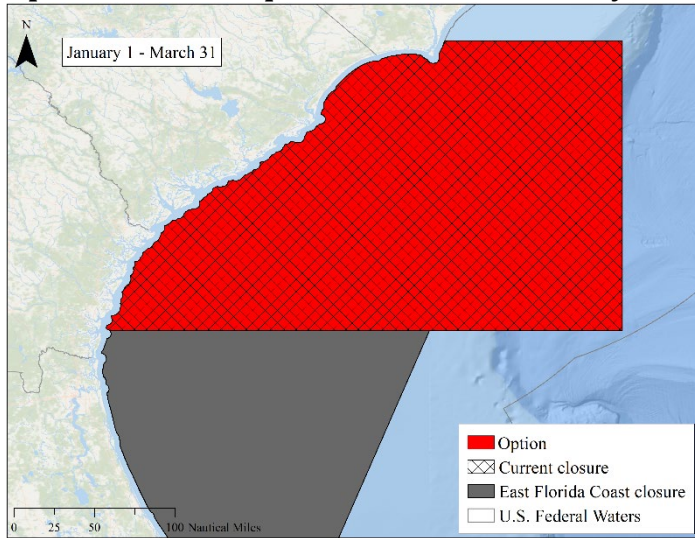 N
January 1 - March 31
Option
Current closure
East Florida Coast closure
U.S. Federal Waters
0 25 50 100 Nautical Miles